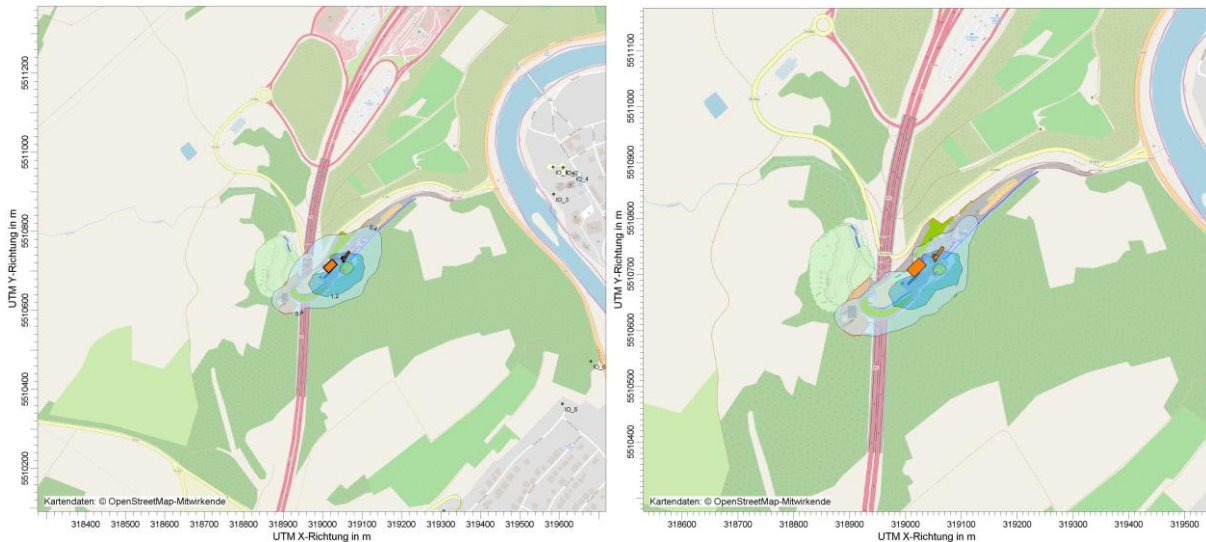 UTM Y-Richtung in m
5511200
5511000
5510800
5510600
5510400
5510200
IO_3
IO_4
1.2
IO_6
IO_5
Kartendaten: © OpenStreetMap-Mitwirkende
318400 318500 318600 318700 318800 318900 319000 319100 319200 319300 319400 319500 319600
UTM X-Richtung in m
UTM Y-Richtung in m
5511100
5511000
5510900
5510800
5510700
5510600
5510500
5510400
Kartendaten: © OpenStreetMap-Mitwirkende
318600 318700 318800 318900 319000 319100 319200 319300 319400 319500
UTM X-Richtung in m